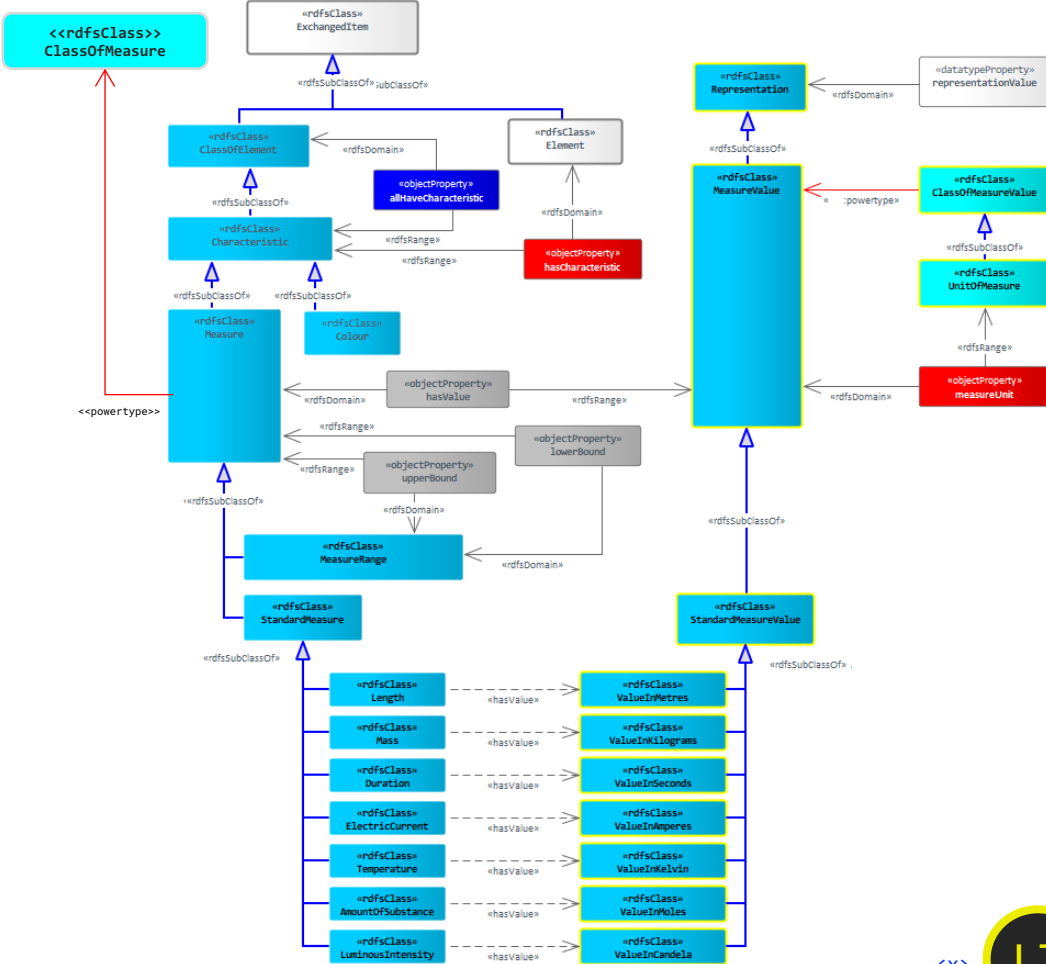 <<rdfsClass>>
ClassOfMeasure
«rdfsClass»
ExchangedItem
«rdfsSubClassOf»
ubClassOf»
«rdfsClass»
Representation
«datatypeProperty»
representationValue
«rdfsDomain»
«rdfsClass»
ClassOfElement
«rdfsDomain»
«rdfsClass»
Element
«rdfsSubClassOf»
«objectProperty»
allHaveCharacteristic
«rdfsClass»
MeasureValue
«rdfsClass»
ClassOfMeasureValue
« :powertype»
«rdfsSubClassOf»
«rdfsDomain»
«rdfsClass»
Characteristic
«rdfsRange»
«rdfsRange»
«objectProperty»
hasCharacteristic
«rdfsSubClassOf»
«rdfsClass»
UnitOfMeasure
«rdfsSubClassOf»
«rdfsSubClassOf»
«rdfsClass»
Measure
«rdfsClass»
Colour
«rdfsRange»
«objectProperty»
hasValue
«rdfsDomain»
«rdfsRange»
«objectProperty»
measureUnit
«rdfsDomain»
<<powertype>>
«rdfsRange»
«objectProperty»
lowerBound
«rdfsRange»
«objectProperty»
upperBound
«rdfsSubClassOf»
«rdfsDomain»
«rdfsSubClassOf»
«rdfsClass»
MeasureRange
«rdfsDomain»
«rdfsClass»
StandardMeasure
«rdfsClass»
StandardMeasureValue
«rdfsSubClassOf»
«rdfsSubClassOf»
«rdfsClass»
Length
«hasValue»
«rdfsClass»
ValueInMetres
«rdfsClass»
Mass
«hasValue»
«rdfsClass»
ValueInKilograms
«rdfsClass»
Duration
«hasValue»
«rdfsClass»
ValueInSeconds
«rdfsClass»
ElectricCurrent
«hasValue»
«rdfsClass»
ValueInAmperes
«rdfsClass»
Temperature
«hasValue»
«rdfsClass»
ValueInKelvin
«rdfsClass»
AmountOfSubstance
«hasValue»
«rdfsClass»
ValueInMoles
«rdfsClass»
LuminousIntensity
«hasValue»
«rdfsClass»
ValueInCandela